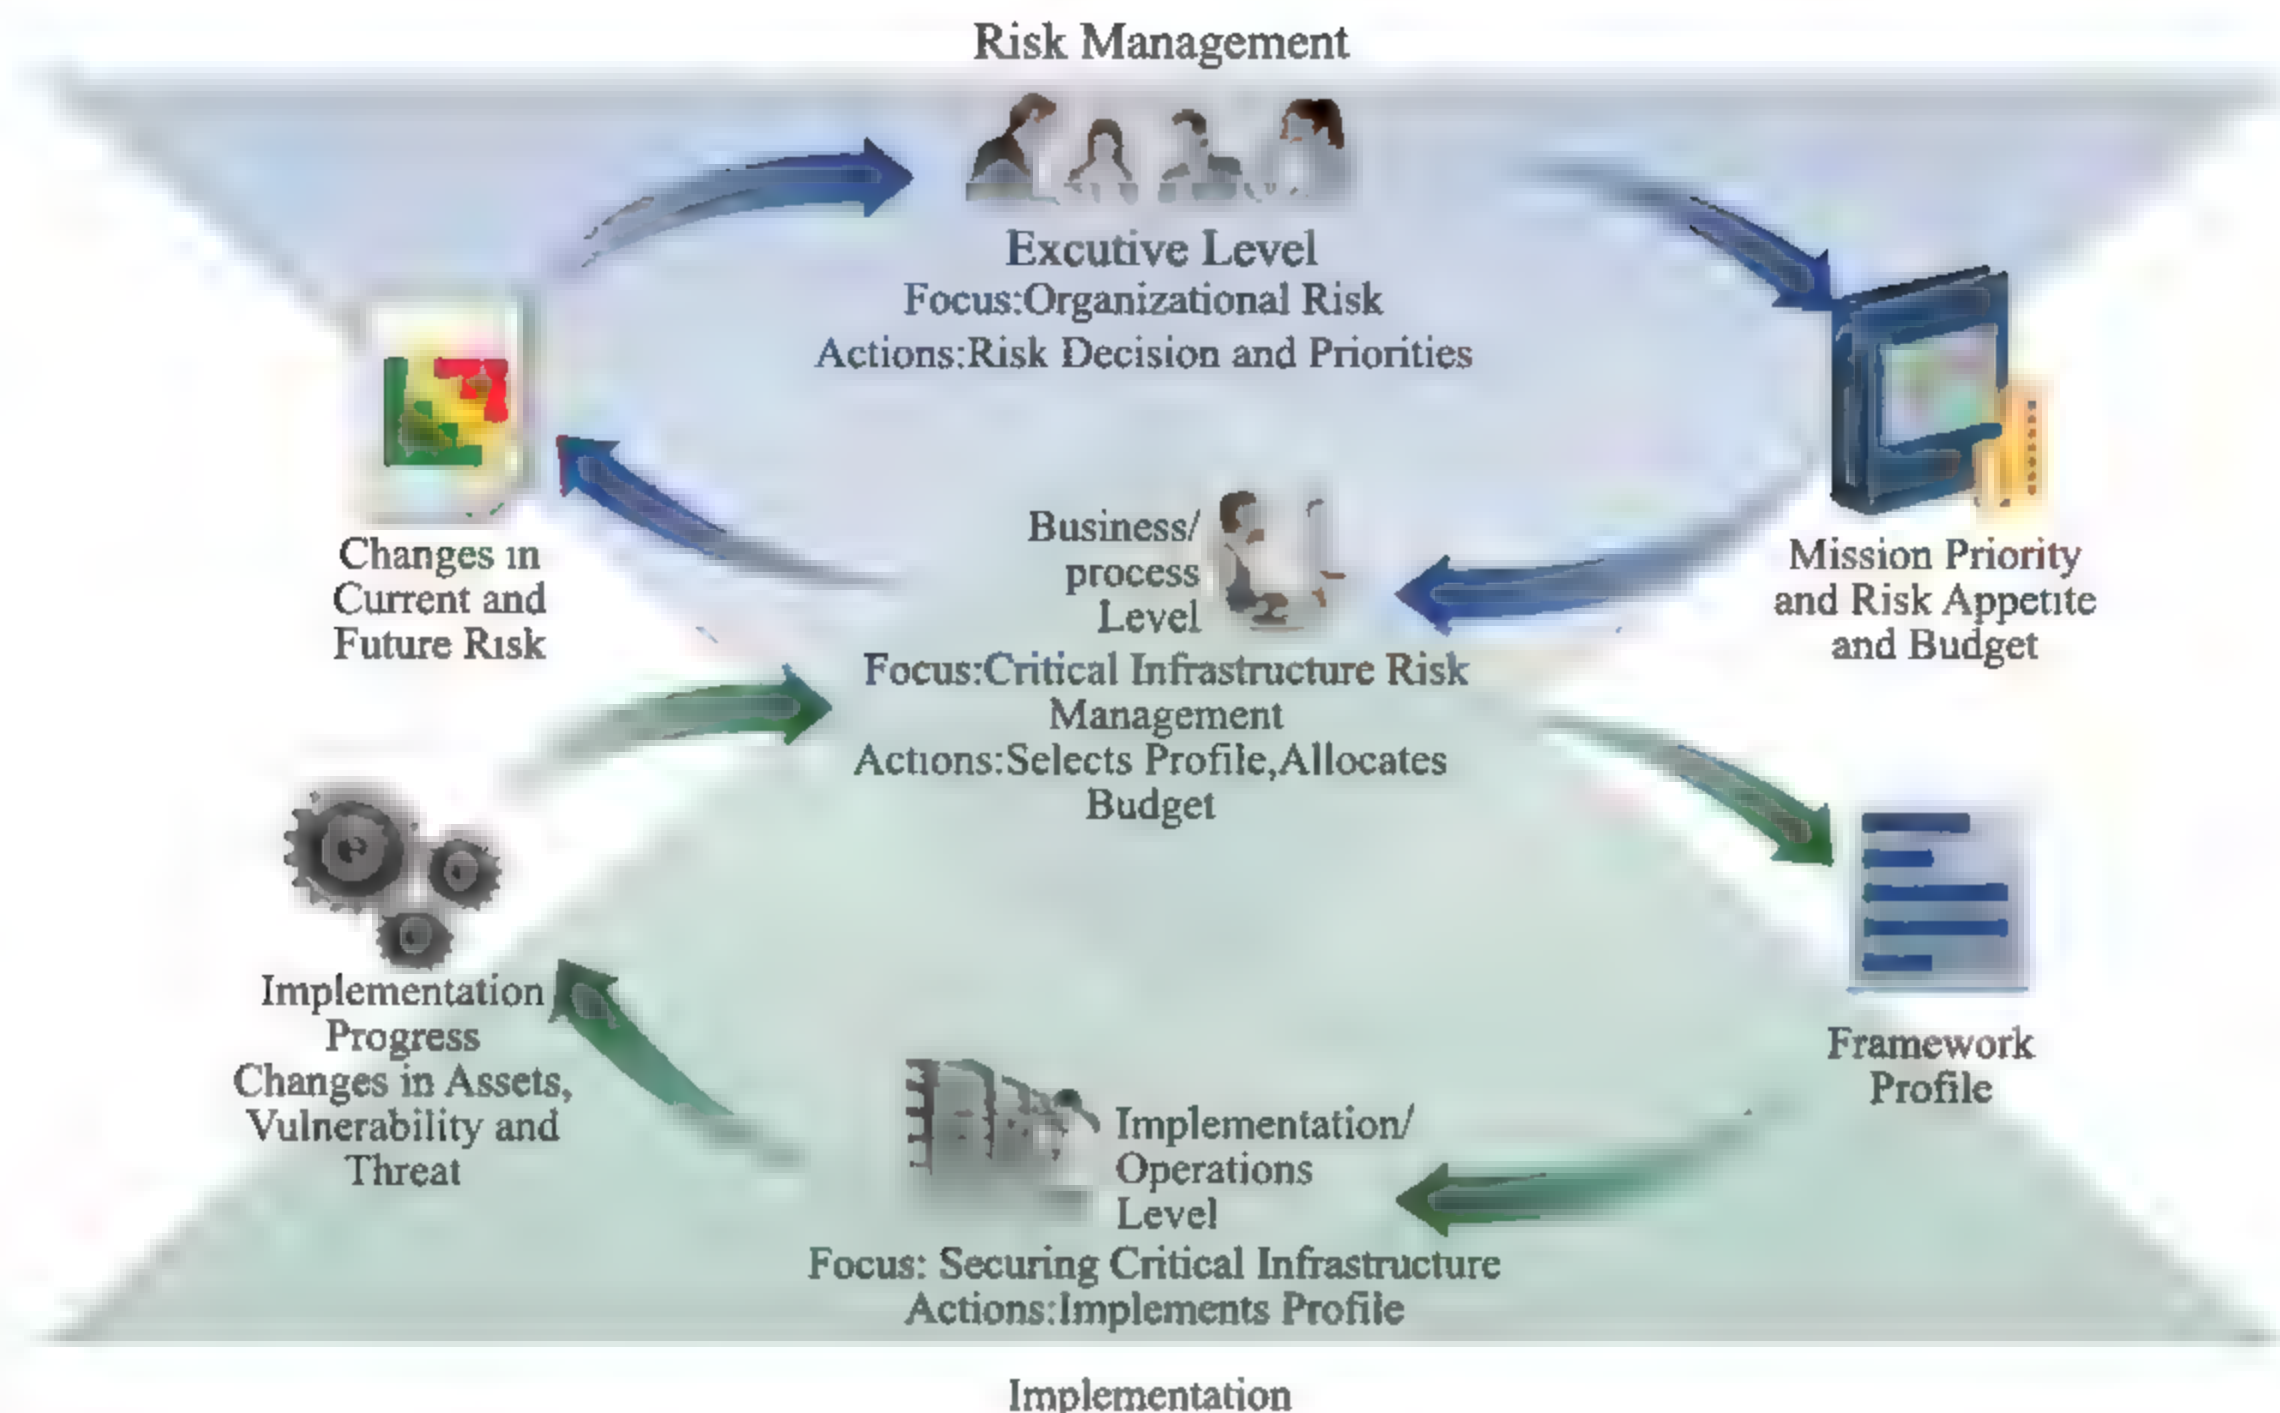 Risk Management
Excutive Level
Focus:Organizational Risk
Actions:Risk Decision and Priorities
Changes in
Current and
Future Risk
Business/
process
Level
Mission Priority
and Risk Appetite
and Budget
Focus:Critical Infrastructure Risk
Management
Actions:Selects Profile,Allocates
Budget
Implementation
Progress
Changes in Assets,
Vulnerability and
Threat
Framework
Profile
Implementation/
Operations
Level
Focus: Securing Critical Infrastructure
Actions:Implements Profile
Implementation